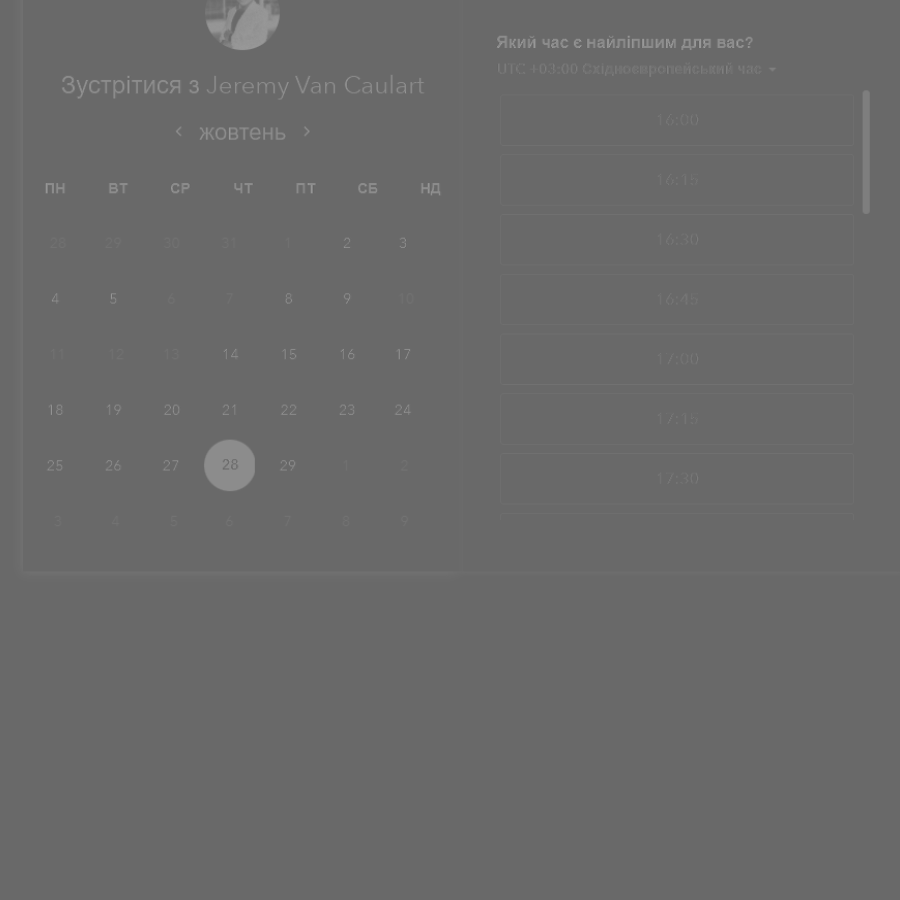 Зустрітися з Jeremy Van Caulart
жовтень
ПН ВТ СР ЧТ ПТ СБ НД
28 29 30 31 1 2 3
4 5 6 7 8 9 10
11 12 13 14 15 16 17
18 19 20 21 22 23 24
25 26 27 28 29 1 2
3 4 5 6 7 8 9
Який час є найліпшим для вас?
UTC +03:00 Східноєвропейський час
16:00
16:15
16:30
16:45
17:00
17:15
17:30